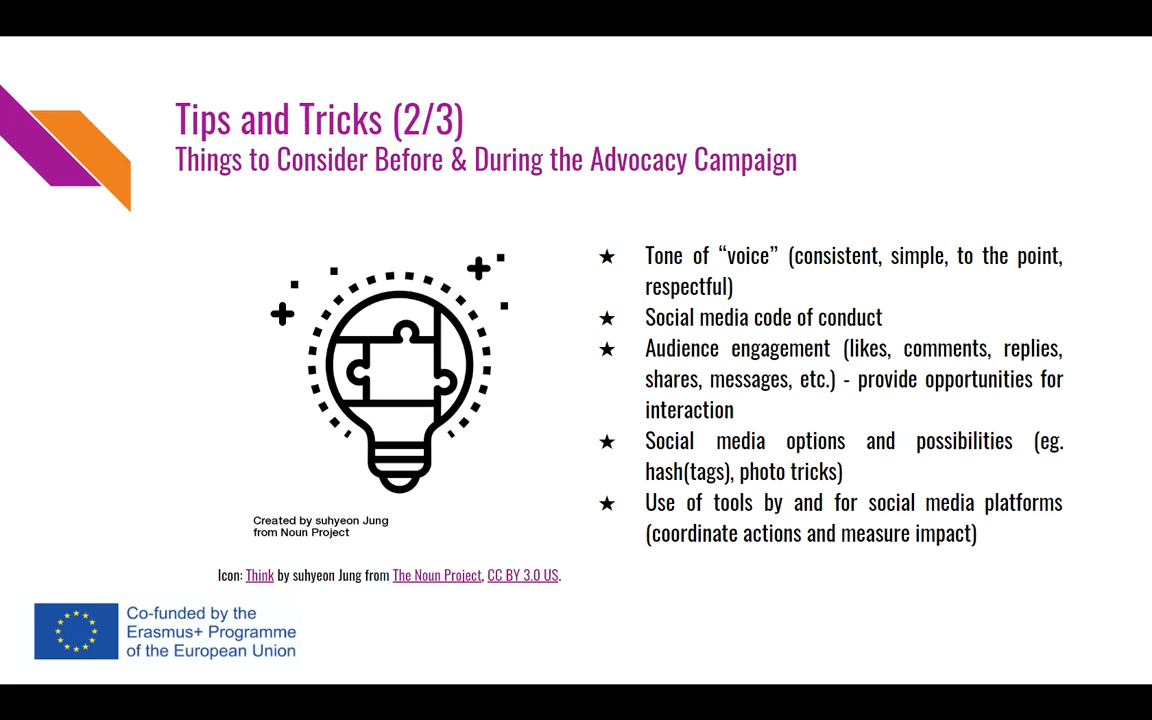 Tips and Tricks (2/3)
Things to Consider Before & During the Advocacy Campaign
★ Tone of “voice” (consistent, simple, to the point,
respectful)
★ Social media code of conduct
★ Audience engagement (likes, comments, replies,
shares, messages, etc.) - provide opportunities for
interaction
★ Social media options and possibilities (eg.
hash(tags), photo tricks)
★ Use of tools by and for social media platforms
(coordinate actions and measure impact)
Created by suhyeon Jung
from Noun Project
Icon: Think by suhyeon Jung from The Noun Project, CC BY 3.0 US.
Co-funded by the
Erasmus+ Programme
of the European Union